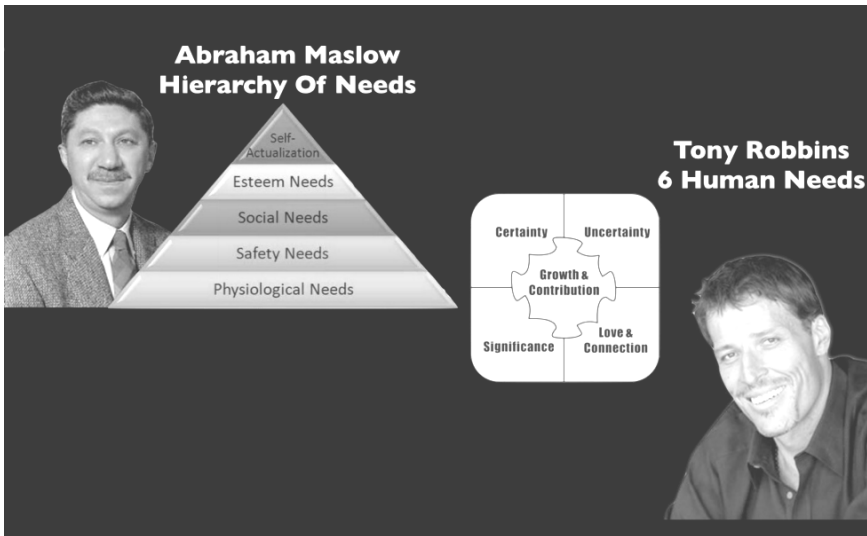 Abraham Maslow
Hierarchy Of Needs
Self-
Actualization
Esteem Needs
Social Needs
Safety Needs
Physiological Needs
Tony Robbins
6 Human Needs
Certainty
Uncertainty
Growth &
Contribution
Significance
Love &
Connection